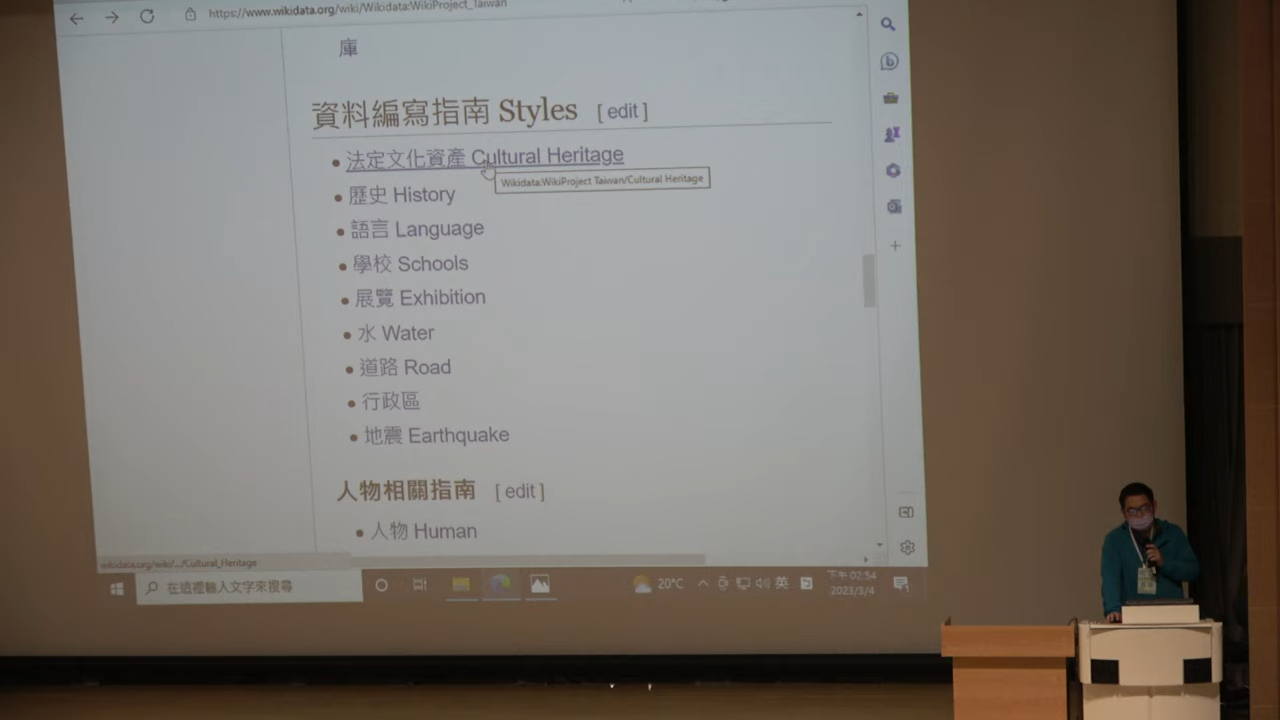 https://www.wikidata.org/wiki/Wikidata:WikiProject_Taiwan
庫
資料編寫指南 Styles [ edit ]
法定文化資產 Cultural Heritage
Wikidata:WikiProject Taiwan/Cultural Heritage
歷史 History
語言 Language
學校 Schools
展覽 Exhibition
水 Water
道路 Road
行政區
地震 Earthquake
人物相關指南 [ edit ]
人物 Human
wikidata.org/wiki/.../Cultural_Heritage
在這裡輸入文字來搜尋
20°C
英
下午 02:54
2023/3/4